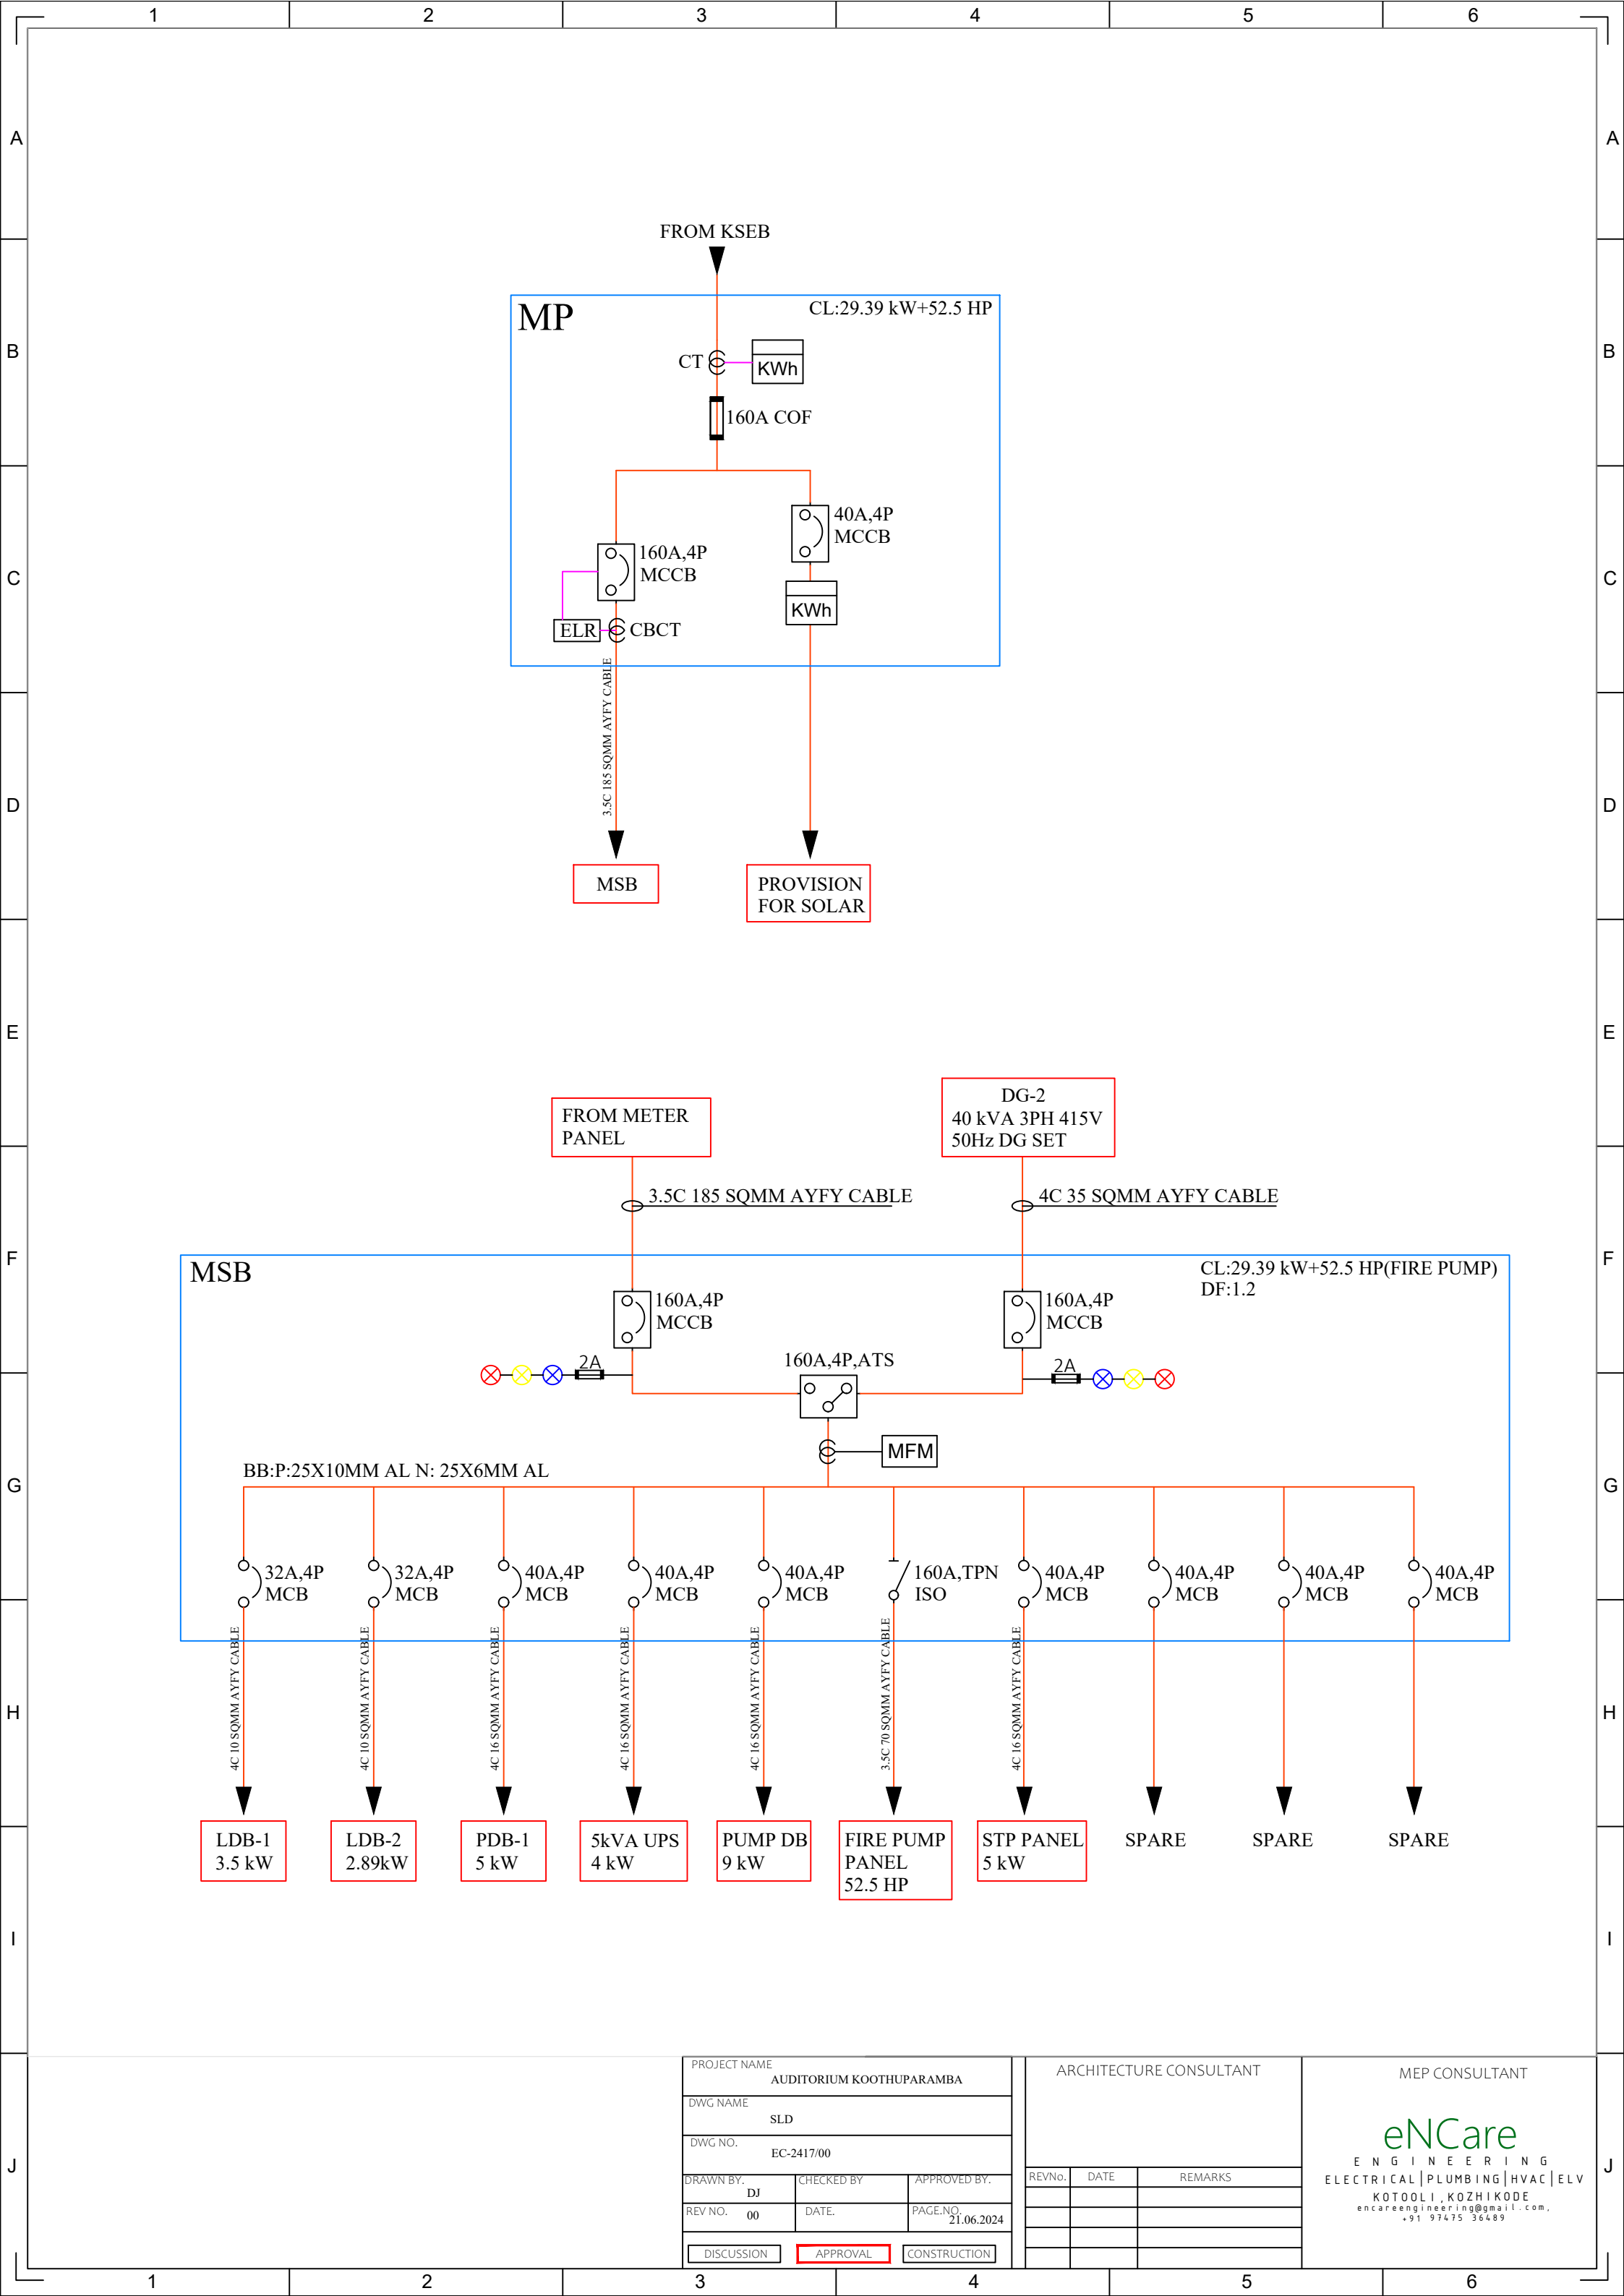 1 2 3 4 5 6
A A
FROM KSEB
MP
CL:29.39 kW+52.5 HP
B B
CT
KWh
160A COF
40A,4P
MCCB
160A,4P
MCCB
C C
KWh
ELR
CBCT
3.5C 185 SQMM AYFY CABLE
D D
MSB
PROVISION
FOR SOLAR
E E
FROM METER
PANEL
DG-2
40 kVA 3PH 415V
50Hz DG SET
3.5C 185 SQMM AYFY CABLE
4C 35 SQMM AYFY CABLE
F F
MSB
CL:29.39 kW+52.5 HP(FIRE PUMP)
DF:1.2
160A,4P
MCCB
160A,4P
MCCB
2A
160A,4P,ATS
2A
MFM
BB:P:25X10MM AL N: 25X6MM AL
G G
32A,4P
MCB
32A,4P
MCB
40A,4P
MCB
40A,4P
MCB
40A,4P
MCB
160A,TPN
ISO
40A,4P
MCB
40A,4P
MCB
40A,4P
MCB
40A,4P
MCB
4C 10 SQMM AYFY CABLE
4C 10 SQMM AYFY CABLE
4C 16 SQMM AYFY CABLE
4C 16 SQMM AYFY CABLE
4C 16 SQMM AYFY CABLE
3.5C 70 SQMM AYFY CABLE
4C 16 SQMM AYFY CABLE
H H
LDB-1
3.5 kW
LDB-2
2.89kW
PDB-1
5 kW
5kVA UPS
4 kW
PUMP DB
9 kW
FIRE PUMP
PANEL
52.5 HP
STP PANEL
5 kW
SPARE
SPARE
SPARE
I I
PROJECT NAME
AUDITORIUM KOOTHUPARAMBA
DWG NAME
SLD
DWG NO.
EC-2417/00
DRAWN BY.
DJ
CHECKED BY
APPROVED BY.
REV NO.
00
DATE.
PAGE.NO.
21.06.2024
DISCUSSION
APPROVAL
CONSTRUCTION
ARCHITECTURE CONSULTANT
REVNo.
DATE
REMARKS
MEP CONSULTANT
eNCare
ENGINEERING
ELECTRICAL|PLUMBING|HVAC|ELV
KOTOOLI,KOZHIKODE
encareengineering@gmail.com,
+91 97475 36489
J J
1 2 3 4 5 6